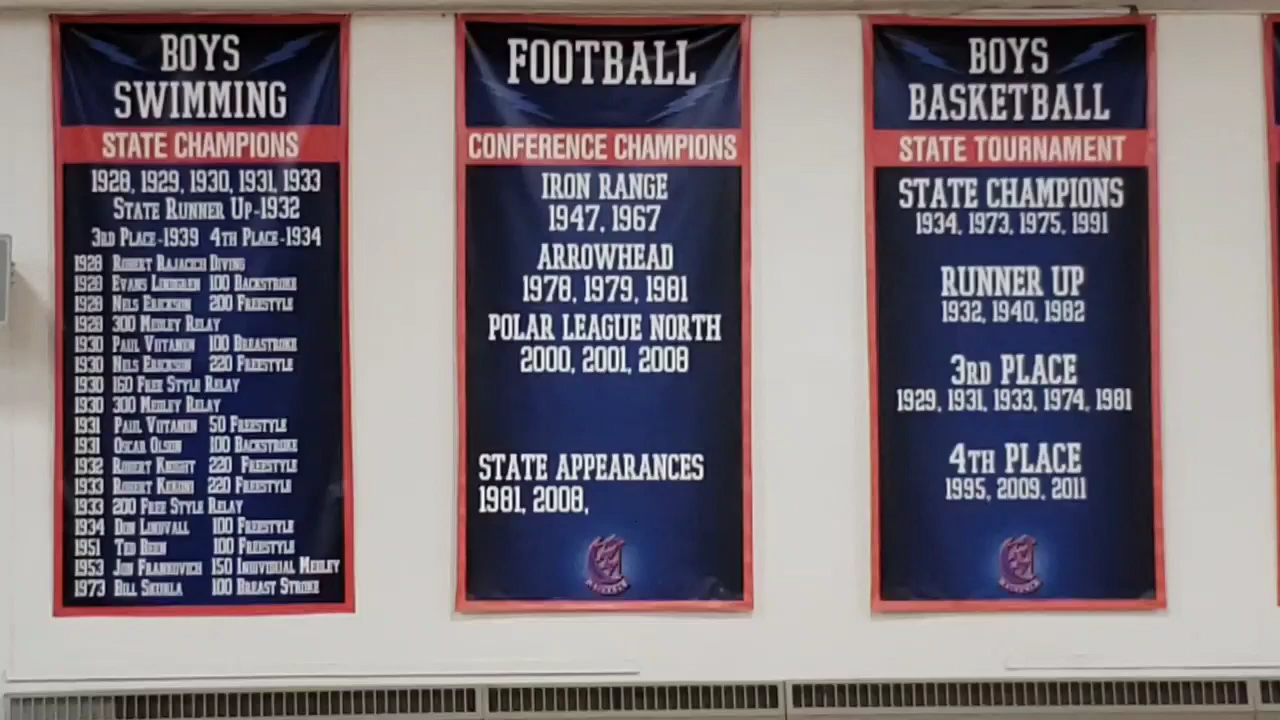 BOYS
SWIMMING
STATE CHAMPIONS
1928, 1929, 1930, 1931, 1933
STATE RUNNER UP-1932
3RD PLACE-1939 4TH PLACE-1934
1928 ROBERT RAJACICH DIVING
1928 EVANS LINDGREN 100 BACKSTROKE
1928 NELS ERICKSON 200 FREESTYLE
1928 300 MEDLEY RELAY
1930 PAUL VIITANEN 100 BREASTROKE
1930 NELS ERICKSON 220 FREESTYLE
1930 160 FREE STYLE RELAY
1930 300 MEDLEY RELAY
1931 PAUL VIITANEN 50 FREESTYLE
1931 OSCAR OLSON 100 BACKSTROKE
1932 ROBERT KNIGHT 220 FREESTYLE
1933 ROBERT 220 FREESTYLE
1933 200 FREE STYLE RELAY
1934 DON LINDVALL 100 FREESTYLE
1951 TED 100 FREESTYLE
1953 JON FRANKOVICH 150 INDIVIDUAL MEDLEY
1973 BILL SKURLA 100 BREAST STROKE
FOOTBALL
CONFERENCE CHAMPIONS
IRON RANGE
1947, 1967
ARROWHEAD
1978, 1979, 1981
POLAR LEAGUE NORTH
2000, 2001, 2008
STATE APPEARANCES
1981, 2008,
BOYS
BASKETBALL
STATE TOURNAMENT
STATE CHAMPIONS
1934, 1973, 1975, 1991
RUNNER UP
1932, 1940, 1982
3RD PLACE
1929, 1931, 1933, 1974, 1981
4TH PLACE
1995, 2009, 2011